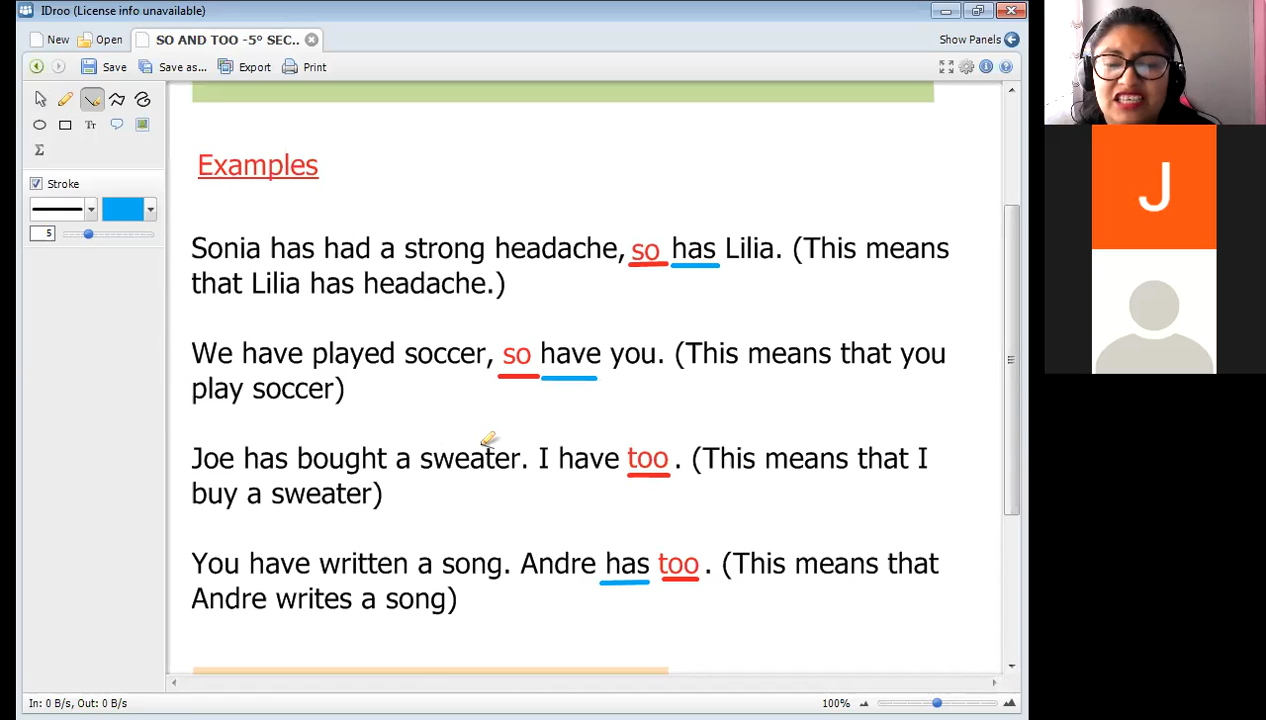 IDroo (License info unavailable)
New Open SO AND TOO -5º SEC.. Show Panels
Save Save as... Export Print
Tr
Σ
Stroke
5
Examples
Sonia has had a strong headache, so has Lilia. (This means
that Lilia has headache.)
We have played soccer, so have you. (This means that you
play soccer)
Joe has bought a sweater. I have too . (This means that I
buy a sweater)
You have written a song. Andre has too . (This means that
Andre writes a song)
In: 0 B/s, Out: 0 B/s 100%
J